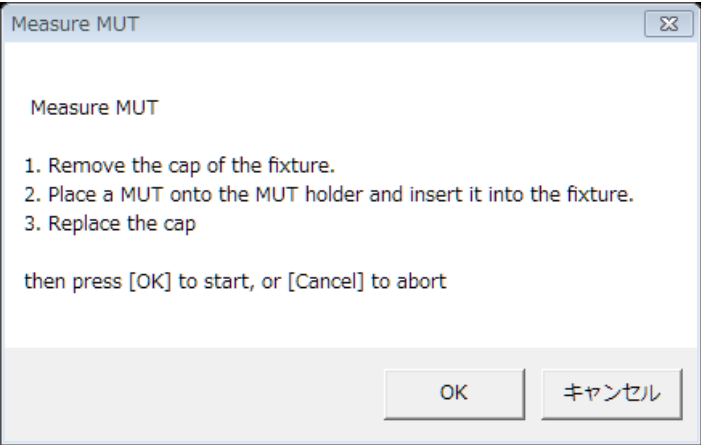 Measure MUT
Measure MUT
1. Remove the cap of the fixture.
2. Place a MUT onto the MUT holder and insert it into the fixture.
3. Replace the cap
then press [OK] to start, or [Cancel] to abort
OK
キャンセル